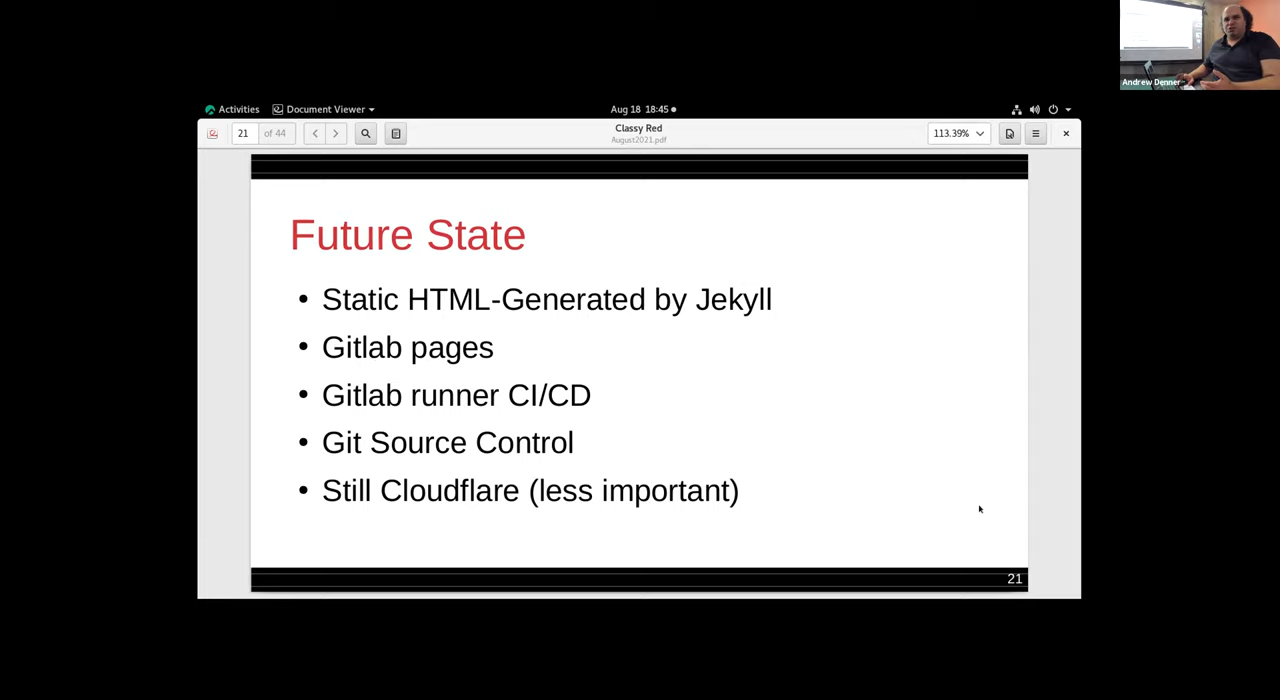 Andrew Denner
Activities Document Viewer Aug 18 18:45
21 of 44 Classy Red 113.39%
August2021.pdf
Future State
• Static HTML-Generated by Jekyll
• Gitlab pages
• Gitlab runner CI/CD
• Git Source Control
• Still Cloudflare (less important)
21